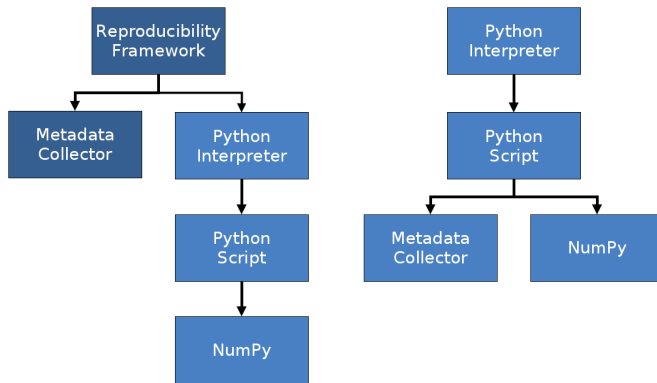 Reproducibility
Framework
Metadata
Collector
Python
Interpreter
Python
Script
NumPy
Python
Interpreter
Python
Script
Metadata
Collector
NumPy